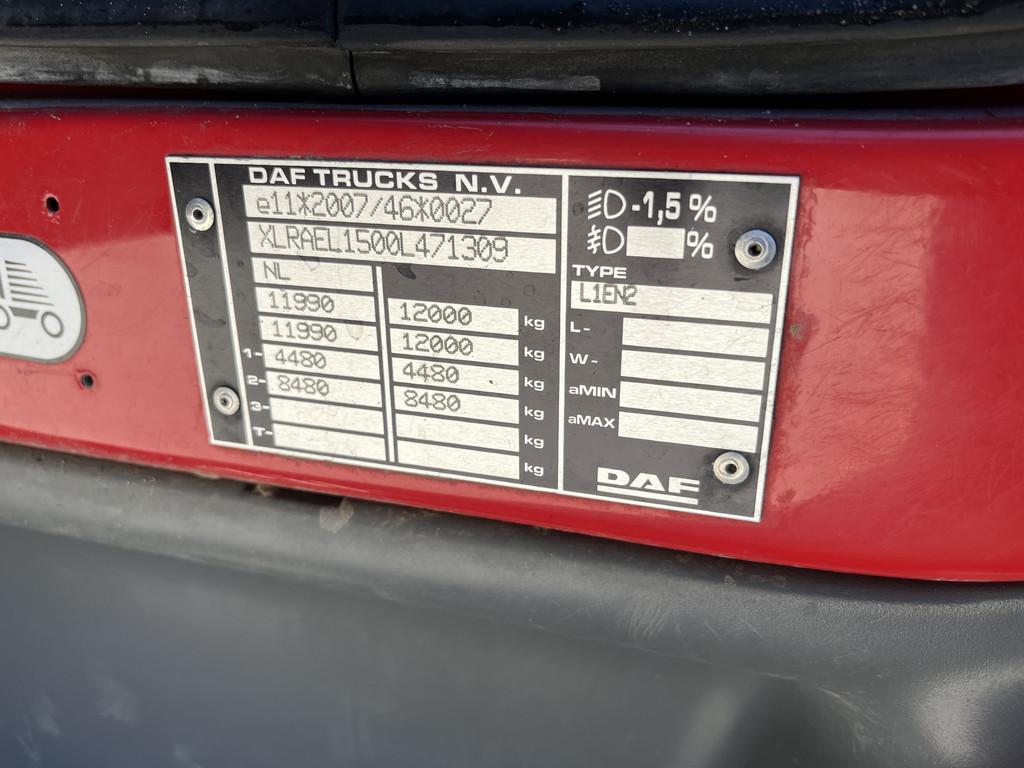 DAF TRUCKS N.V.
e11*2007/46*0027
XLRAEL1500L471309
NL
11990 12000 kg
11990 12000 kg
1- 4480 4480 kg
2- 8480 8480 kg
3- kg
T- kg
-1,5 %
%
TYPE
L1EN2
L-
W-
aMIN
aMAX
DAF